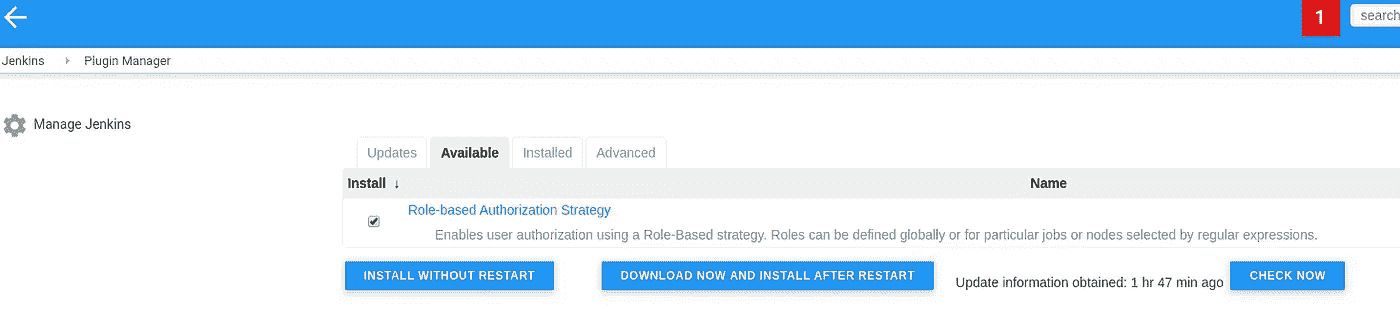 1 search
Jenkins Plugin Manager
Manage Jenkins
Updates Available Installed Advanced
Install ↓ Name
Role-based Authorization Strategy
Enables user authorization using a Role-Based strategy. Roles can be defined globally or for particular jobs or nodes selected by regular expressions.
INSTALL WITHOUT RESTART DOWNLOAD NOW AND INSTALL AFTER RESTART Update information obtained: 1 hr 47 min ago CHECK NOW